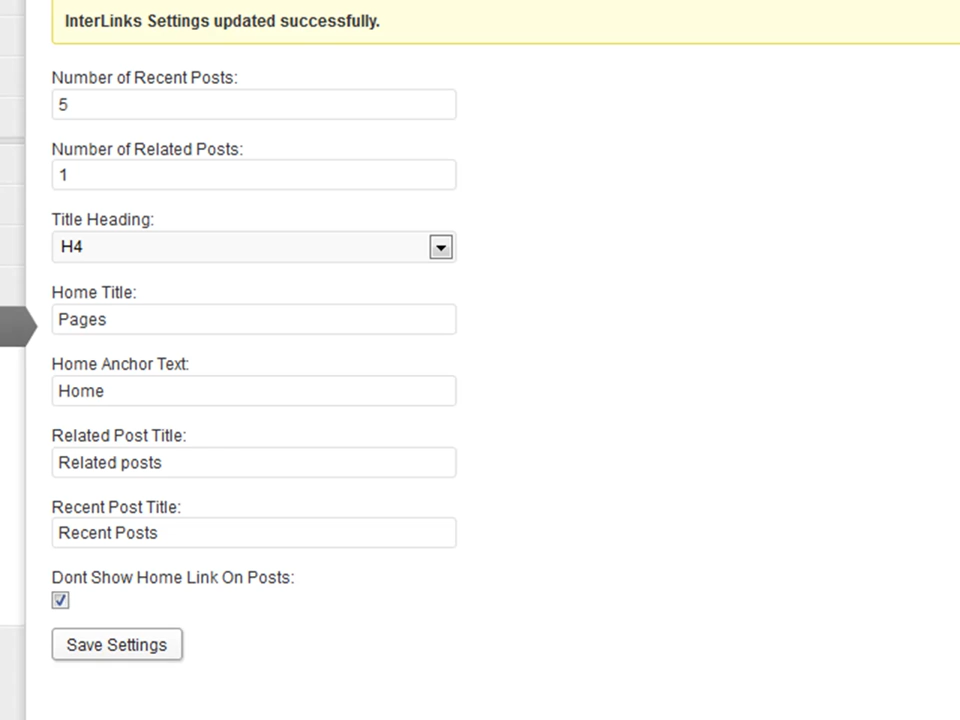 InterLinks Settings updated successfully.
Number of Recent Posts:
5
Number of Related Posts:
1
Title Heading:
H4
Home Title:
Pages
Home Anchor Text:
Home
Related Post Title:
Related posts
Recent Post Title:
Recent Posts
Dont Show Home Link On Posts:
Save Settings